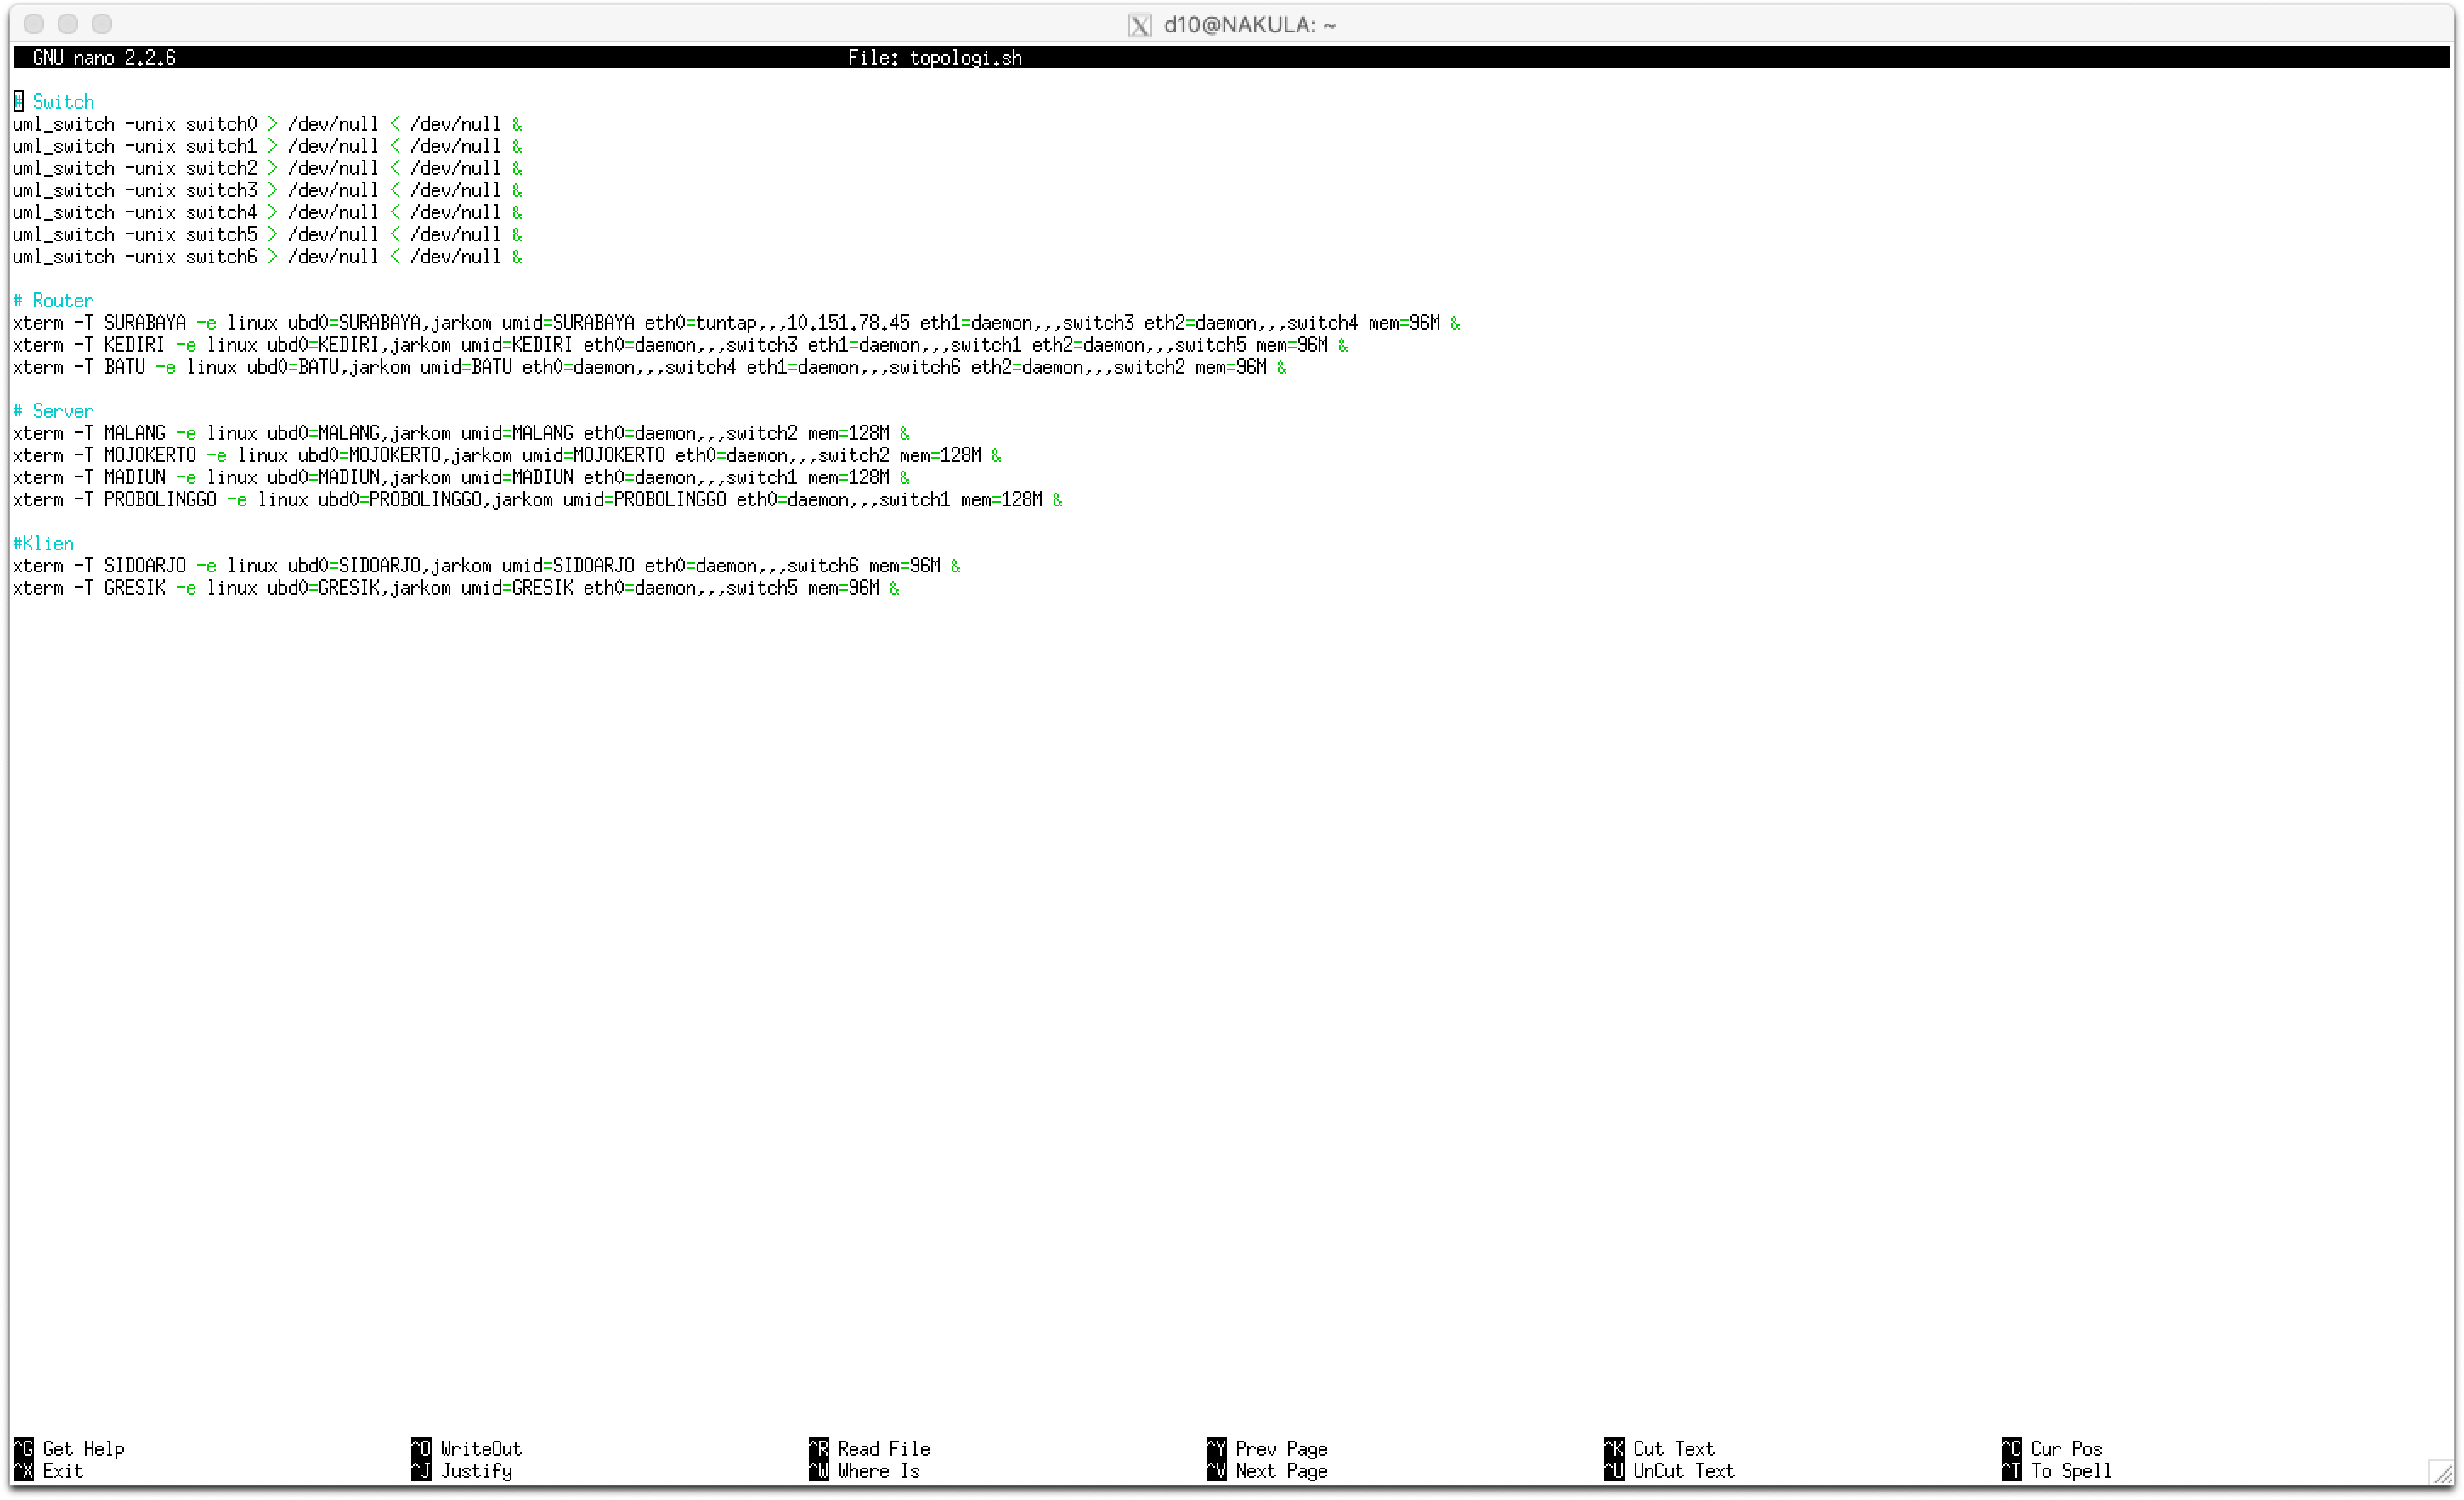 d10@NAKULA: ~
GNU nano 2.2.6 File: topologi.sh
# Switch
uml_switch -unix switch0 > /dev/null < /dev/null &
uml_switch -unix switch1 > /dev/null < /dev/null &
uml_switch -unix switch2 > /dev/null < /dev/null &
uml_switch -unix switch3 > /dev/null < /dev/null &
uml_switch -unix switch4 > /dev/null < /dev/null &
uml_switch -unix switch5 > /dev/null < /dev/null &
uml_switch -unix switch6 > /dev/null < /dev/null &
# Router
xterm -T SURABAYA -e linux ubd0=SURABAYA,jarkom umid=SURABAYA eth0=tuntap,,,10.151.78.45 eth1=daemon,,,switch3 eth2=daemon,,,switch4 mem=96M &
xterm -T KEDIRI -e linux ubd0=KEDIRI,jarkom umid=KEDIRI eth0=daemon,,,switch3 eth1=daemon,,,switch1 eth2=daemon,,,switch5 mem=96M &
xterm -T BATU -e linux ubd0=BATU,jarkom umid=BATU eth0=daemon,,,switch4 eth1=daemon,,,switch6 eth2=daemon,,,switch2 mem=96M &
# Server
xterm -T MALANG -e linux ubd0=MALANG,jarkom umid=MALANG eth0=daemon,,,switch2 mem=128M &
xterm -T MOJOKERTO -e linux ubd0=MOJOKERTO,jarkom umid=MOJOKERTO eth0=daemon,,,switch2 mem=128M &
xterm -T MADIUN -e linux ubd0=MADIUN,jarkom umid=MADIUN eth0=daemon,,,switch1 mem=128M &
xterm -T PROBOLINGGO -e linux ubd0=PROBOLINGGO,jarkom umid=PROBOLINGGO eth0=daemon,,,switch1 mem=128M &
#Klien
xterm -T SIDOARJO -e linux ubd0=SIDOARJO,jarkom umid=SIDOARJO eth0=daemon,,,switch6 mem=96M &
xterm -T GRESIK -e linux ubd0=GRESIK,jarkom umid=GRESIK eth0=daemon,,,switch5 mem=96M &
^G Get Help ^O WriteOut ^R Read File ^Y Prev Page ^K Cut Text ^C Cur Pos
^X Exit ^J Justify ^W Where Is ^V Next Page ^U UnCut Text ^T To Spell